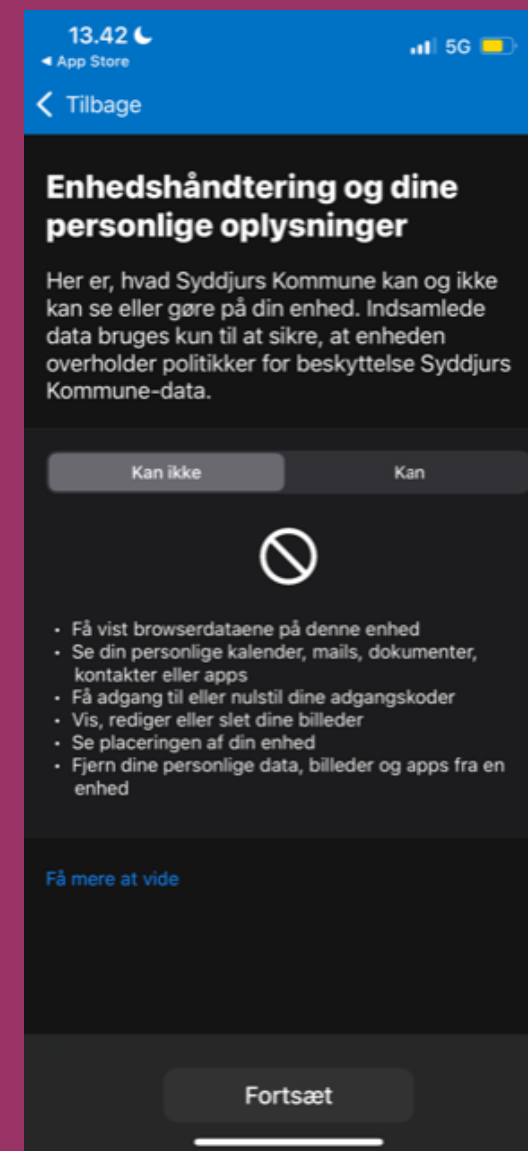 13.42
5G
App Store
Tilbage
Enhedshåndtering og dine
personlige oplysninger
Her er, hvad Syddjurs Kommune kan og ikke
kan se eller gøre på din enhed. Indsamlede
data bruges kun til at sikre, at enheden
overholder politikker for beskyttelse Syddjurs
Kommune-data.
Kan ikke
Kan
• Få vist browserdataene på denne enhed
• Se din personlige kalender, mails, dokumenter,
kontakter eller apps
• Få adgang til eller nulstil dine adgangskoder
• Vis, rediger eller slet dine billeder
• Se placeringen af din enhed
• Fjern dine personlige data, billeder og apps fra en
enhed
Få mere at vide
Fortsæt